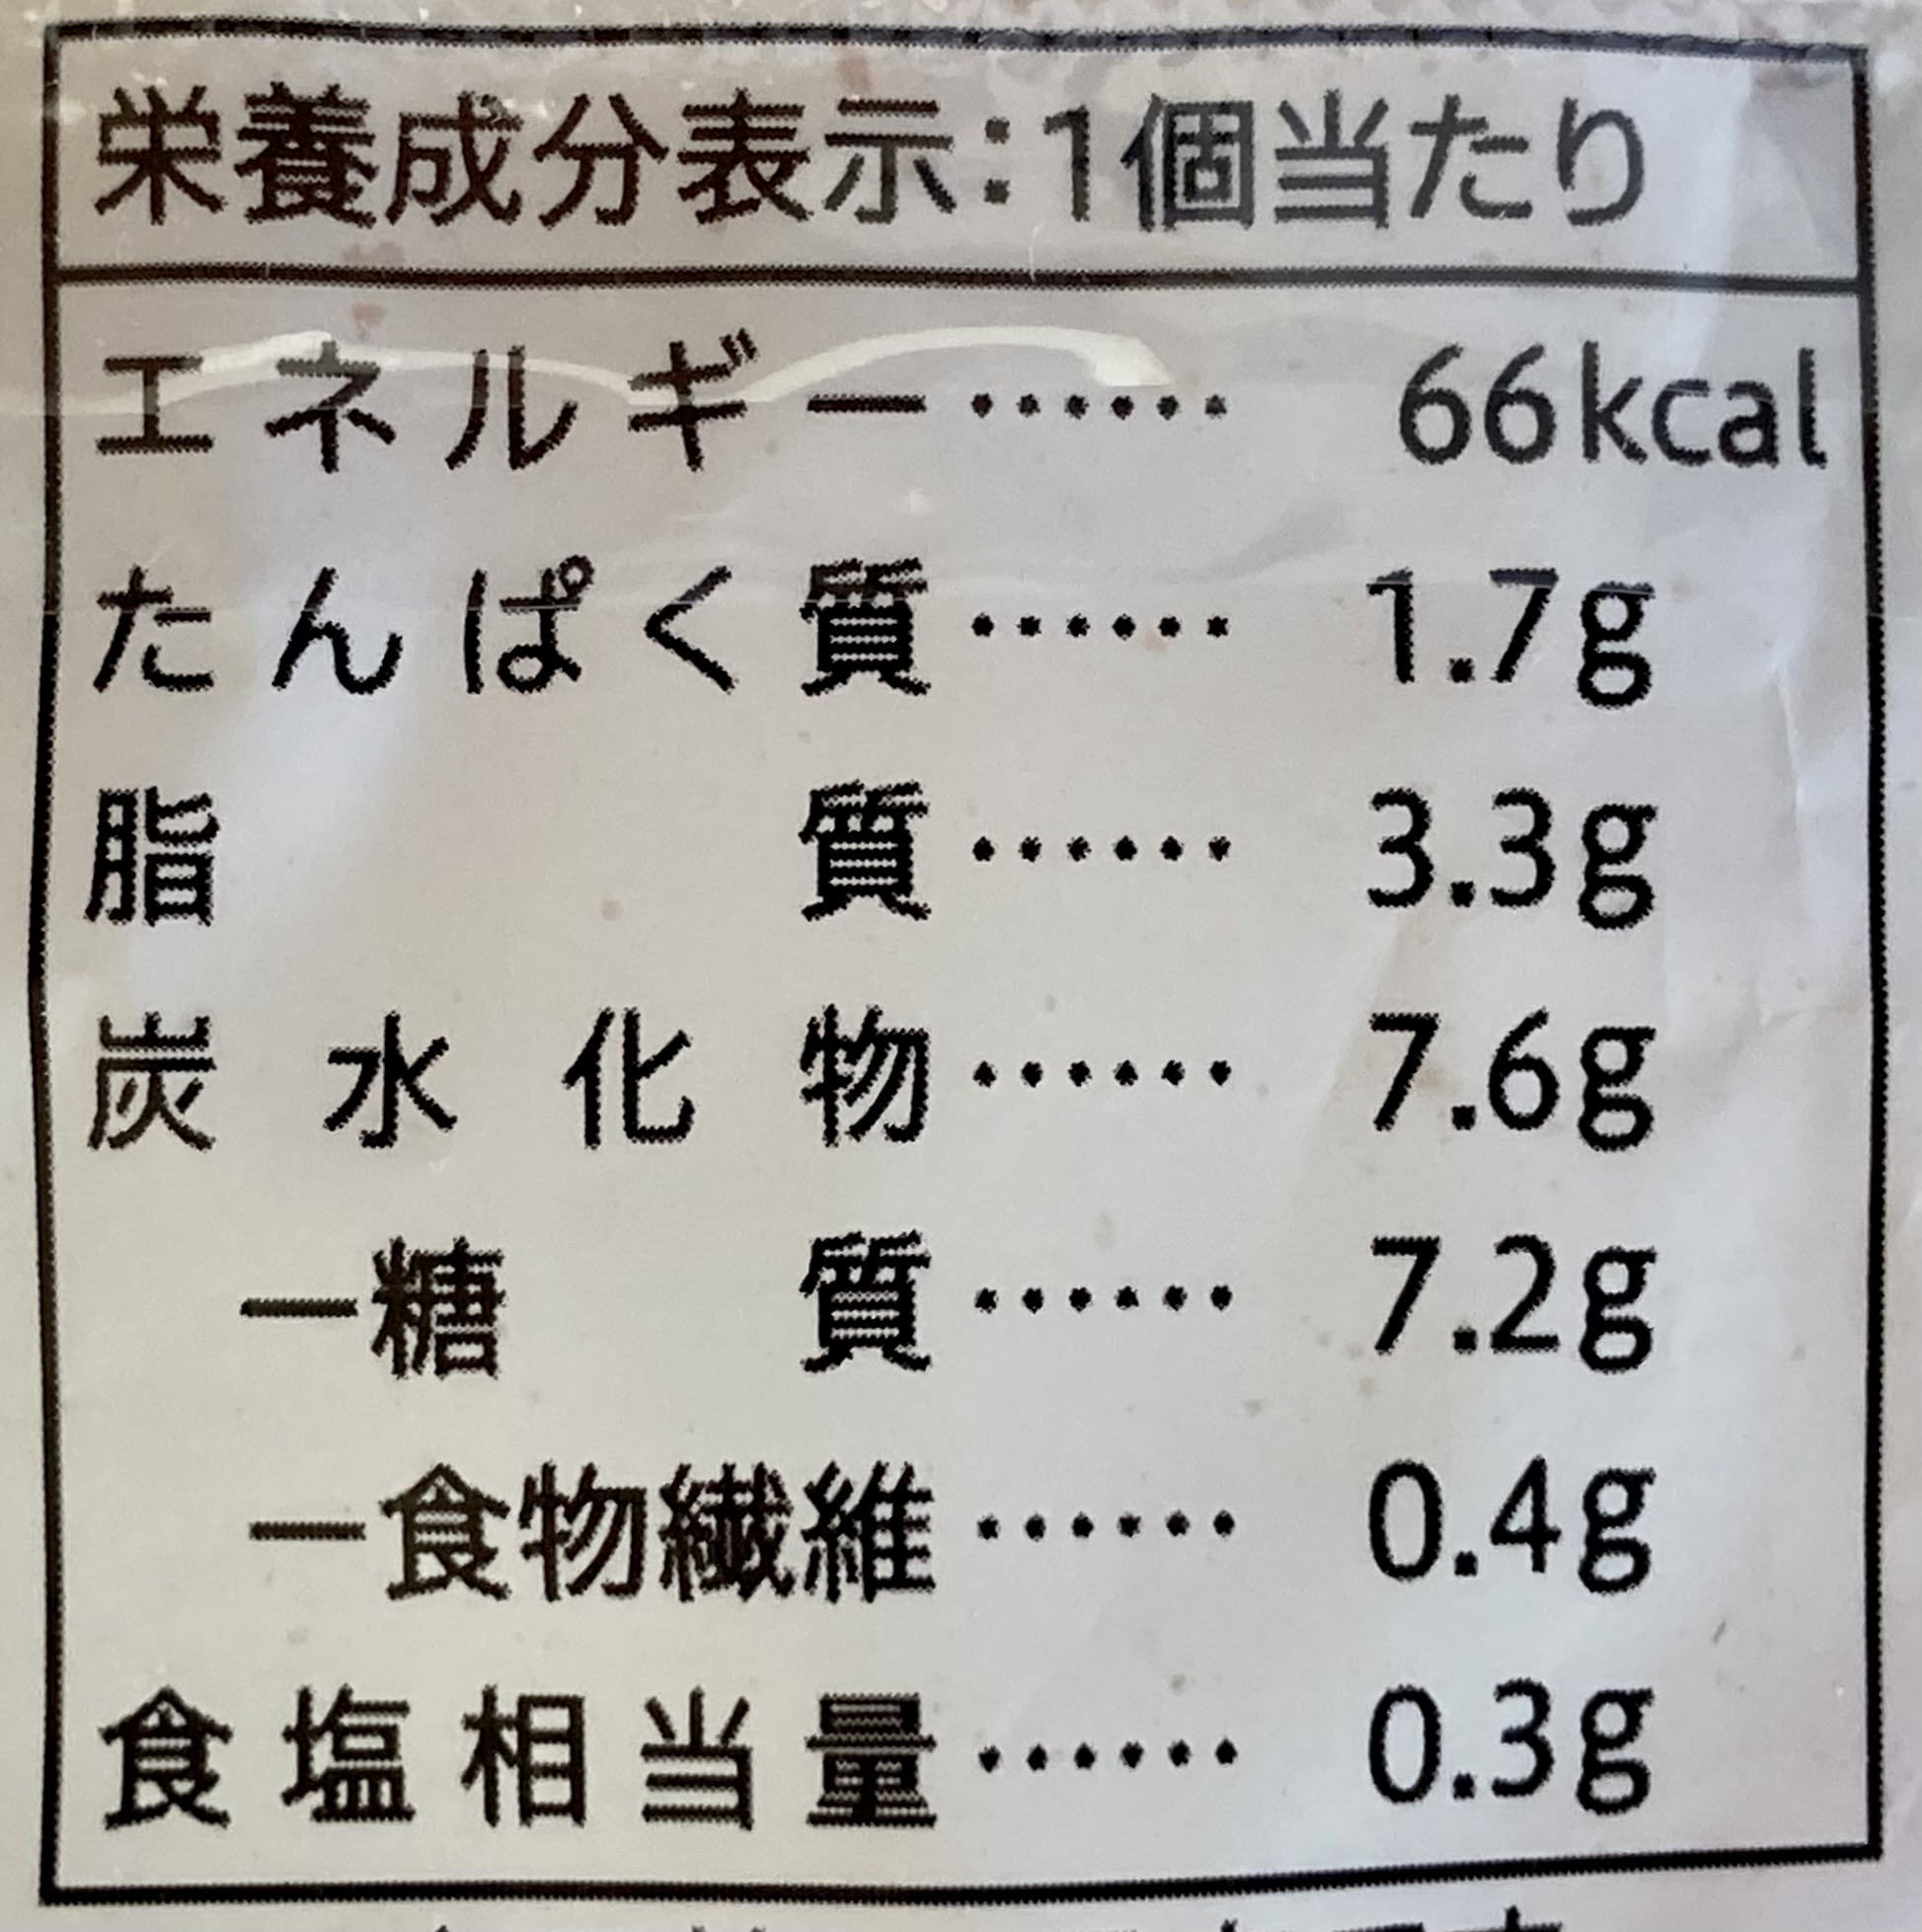 栄養成分表示:1個当たり
エネルギー…… 66kcal
たんぱく質…… 1.7g
脂質…… 3.3g
炭水化物…… 7.6g
―糖質…… 7.2g
―食物繊維…… 0.4g
食塩相当量…… 0.3g